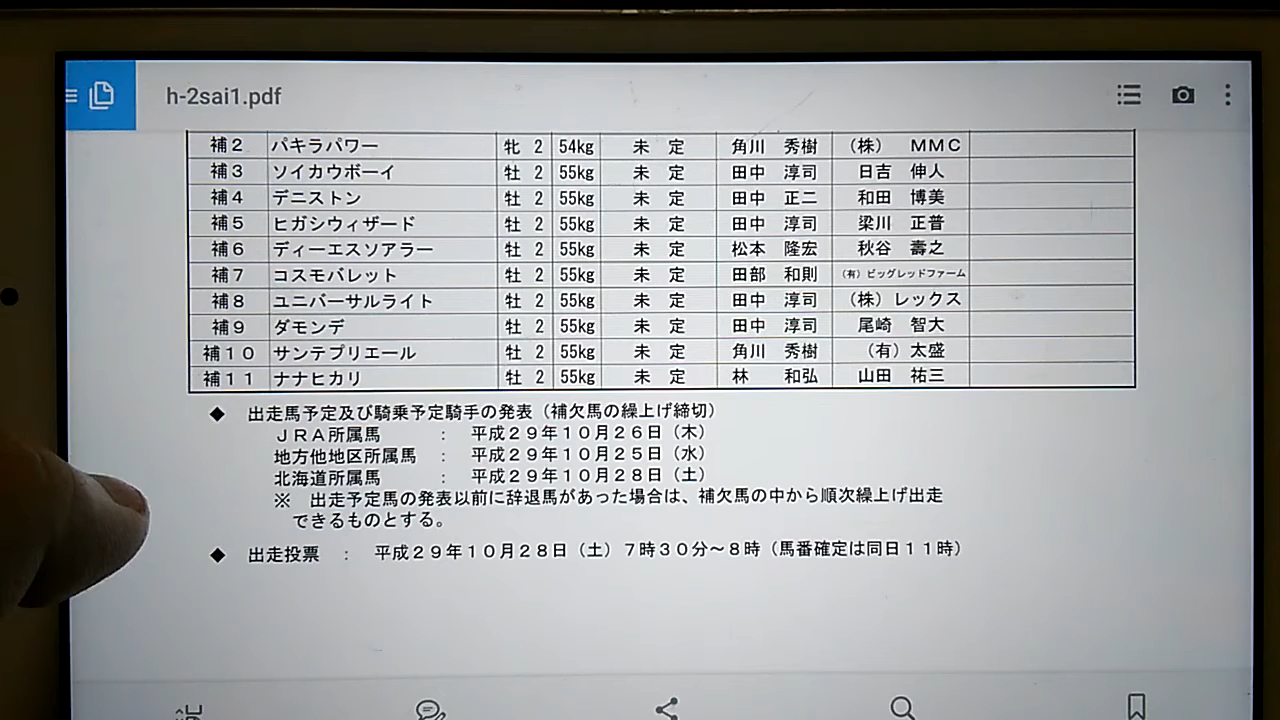 h-2sai1.pdf
補2 パキラパワー 牝 2 54kg 未 定 角川 秀樹 (株) MMC
補3 ソイカウボーイ 牡 2 55kg 未 定 田中 淳司 日吉 伸人
補4 デニストン 牡 2 55kg 未 定 田中 正二 和田 博美
補5 ヒガシウィザード 牡 2 55kg 未 定 田中 淳司 梁川 正普
補6 ディーエスソアラー 牡 2 55kg 未 定 松本 隆宏 秋谷 壽之
補7 コスモバレット 牡 2 55kg 未 定 田部 和則 (有)ビッグレッドファーム
補8 ユニバーサルライト 牡 2 55kg 未 定 田中 淳司 (株)レックス
補9 ダモンデ 牡 2 55kg 未 定 田中 淳司 尾崎 智大
補10 サンテプリエール 牡 2 55kg 未 定 角川 秀樹 (有)太盛
補11 ナナヒカリ 牡 2 55kg 未 定 林 和弘 山田 祐三
◆ 出走馬予定及び騎乗予定騎手の発表(補欠馬の繰上げ締切)
JRA所属馬 : 平成29年10月26日(木)
地方他地区所属馬 : 平成29年10月25日(水)
北海道所属馬 : 平成29年10月28日(土)
※ 出走予定馬の発表以前に辞退馬があった場合は、補欠馬の中から順次繰上げ出走
できるものとする。
◆ 出走投票 : 平成29年10月28日(土)7時30分~8時(馬番確定は同日11時)